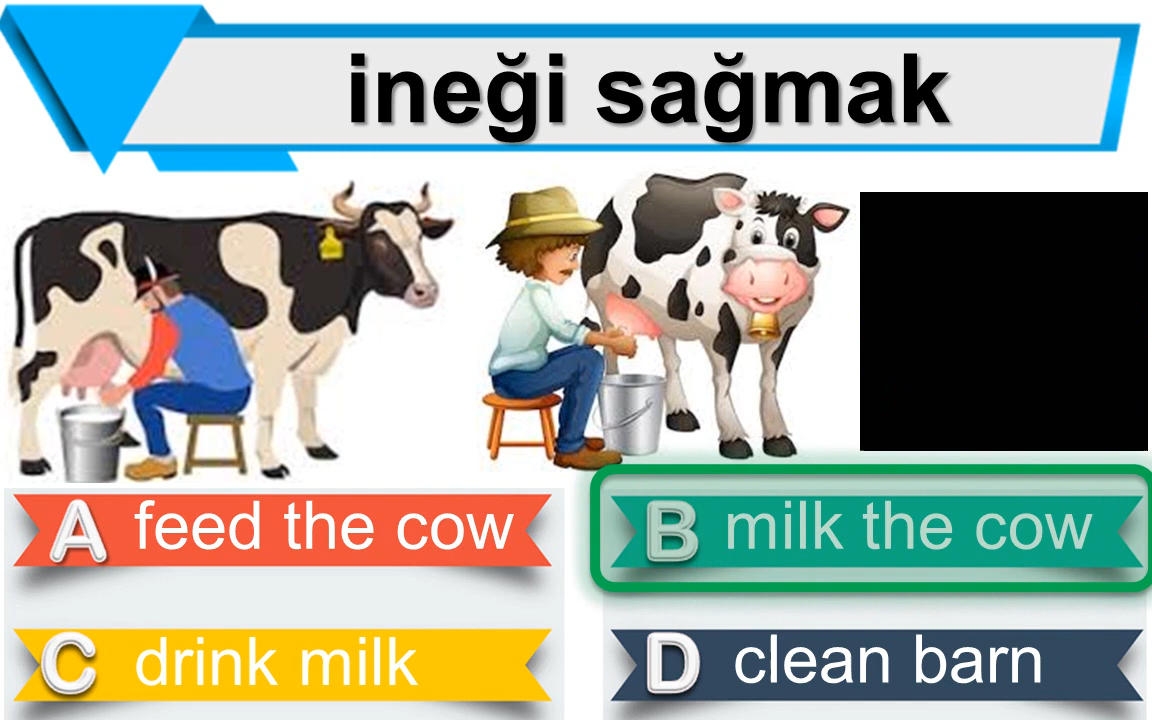 ineği sağmak
A feed the cow
B milk the cow
C drink milk
D clean barn